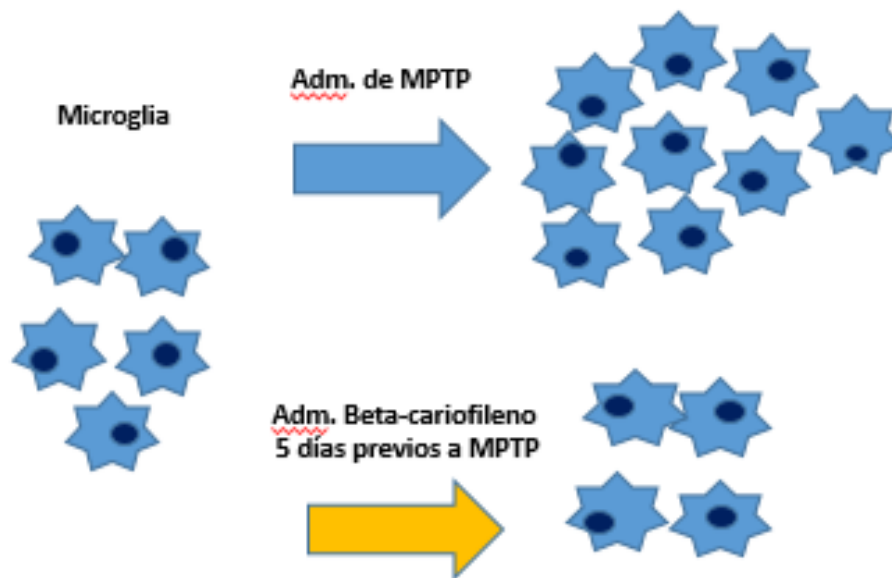 Microglia
Adm. de MPTP
Adm. Beta-cariofileno
5 días previos a MPTP